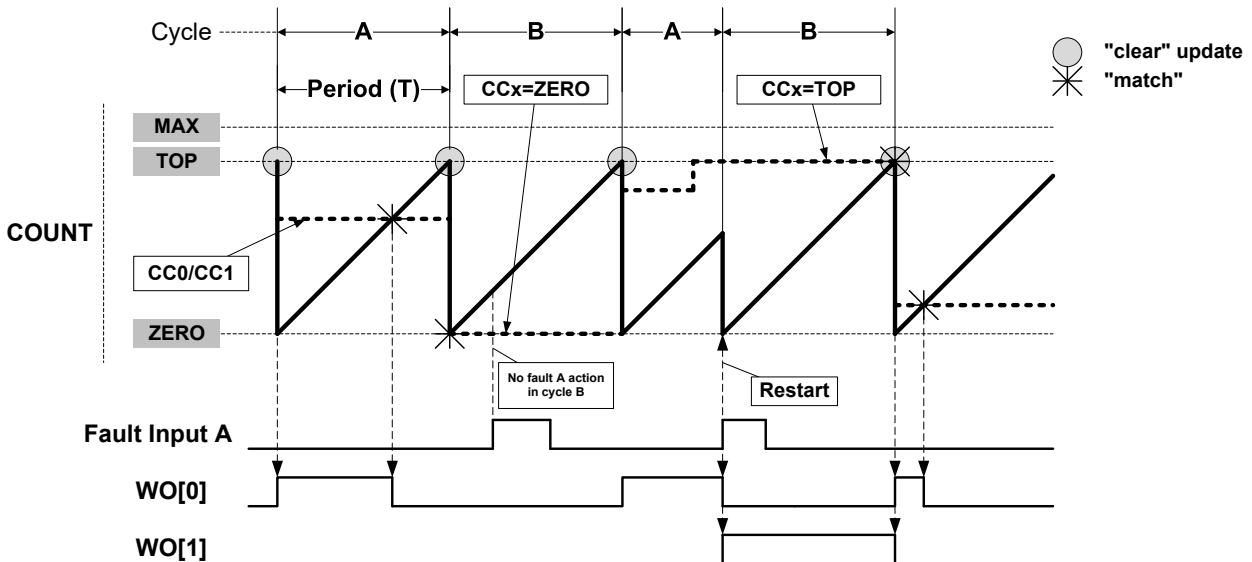 Cycle
A
B
A
B
"clear" update
"match"
Period (T)
CCx=ZERO
CCx=TOP
MAX
TOP
COUNT
CC0/CC1
ZERO
No fault A action
in cycle B
Restart
Fault Input A
WO[0]
WO[1]